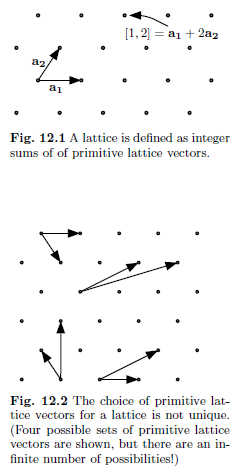 [1, 2] = a₁ + 2a₂
a₂
a₁
Fig. 12.1 A lattice is defined as integer
sums of of primitive lattice vectors.
Fig. 12.2 The choice of primitive lat-
tice vectors for a lattice is not unique.
(Four possible sets of primitive lattice
vectors are shown, but there are an in-
finite number of possibilities!)